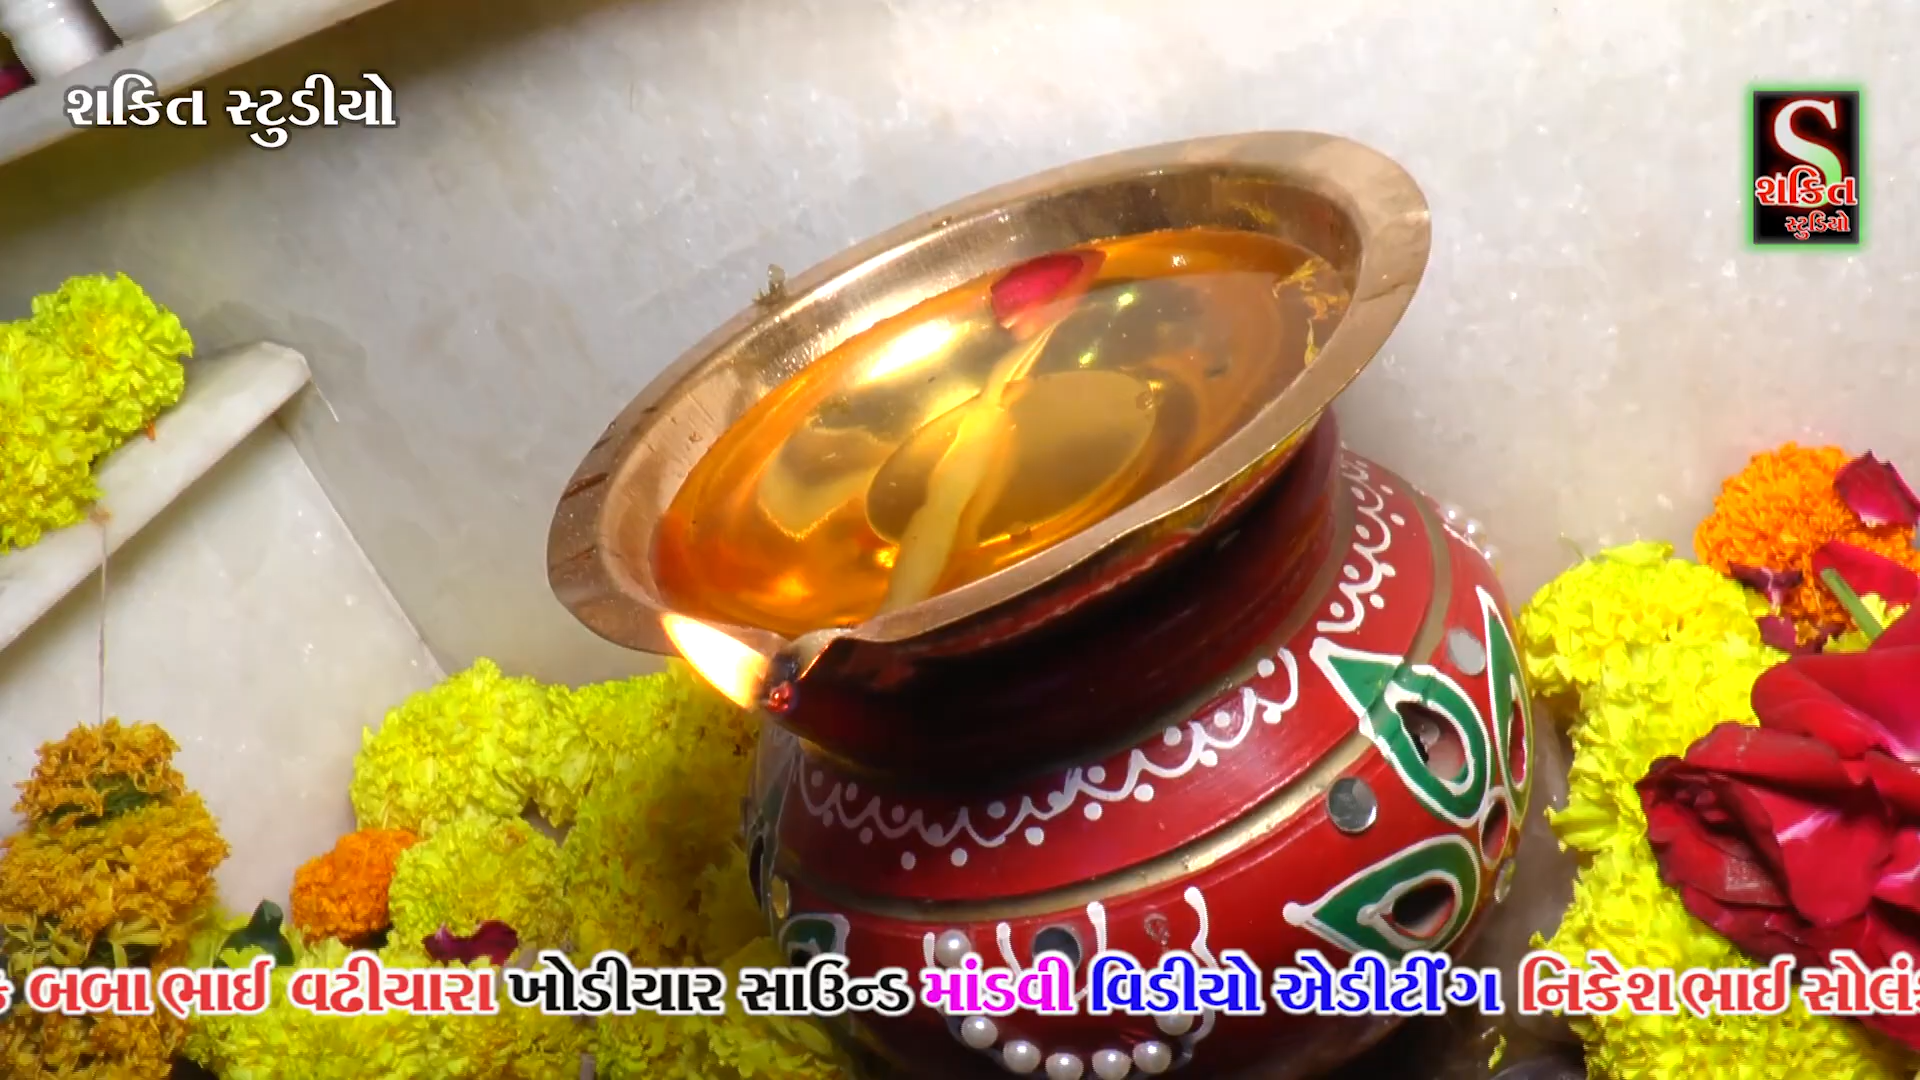 શકિત સ્ટુડીયો
S
શકિત
સ્ટુડિયો
બબાભાઈ વઢીયારા ખોડીયાર સાઉન્ડ માંડવી વિડીયો એડીટીંગ નિકેશભાઈ